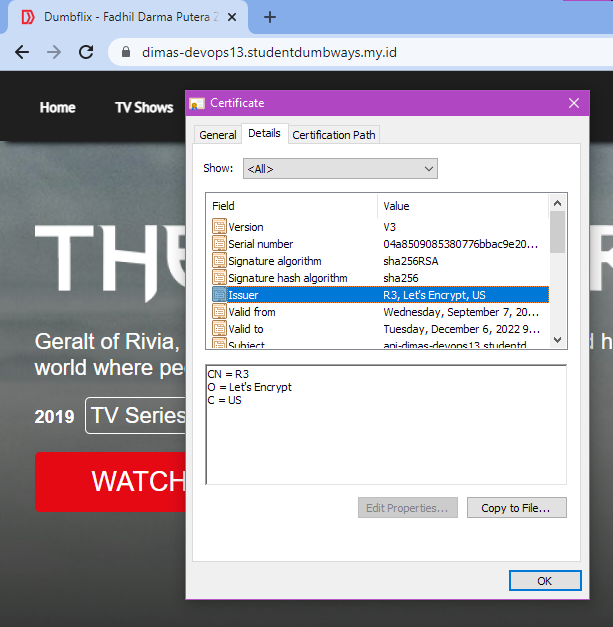 Dumbflix - Fadhil Darma Putera Z
dimas-devops13.studentdumbways.my.id
Home TV Shows
Certificate
General Details Certification Path
Show: <All>
Field Value
Version V3
Serial number 04a8509085380776bbac9e20...
Signature algorithm sha256RSA
Signature hash algorithm sha256
Issuer R3, Let's Encrypt, US
Valid from Wednesday, September 7, 20...
Valid to Tuesday, December 6, 2022 9...
Subject api-dimas-devops13.studentd...
CN = R3
O = Let's Encrypt
C = US
Edit Properties... Copy to File...
OK
THE R
Geralt of Rivia, d h
world where pe
2019 TV Series
WATCH